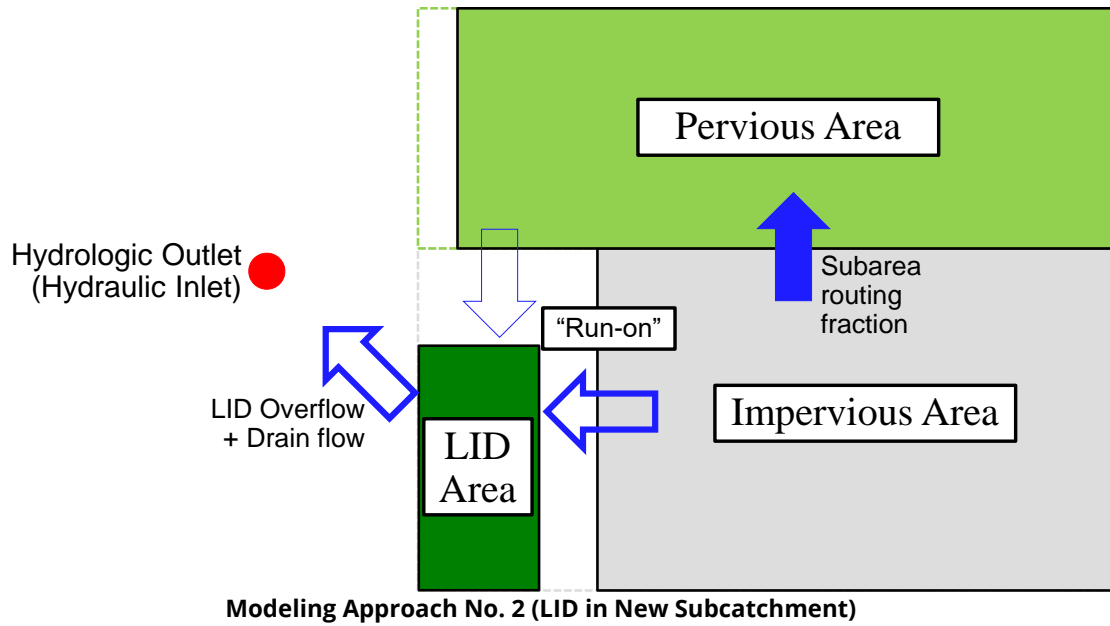 Pervious Area
Hydrologic Outlet
(Hydraulic Inlet)
Subarea
routing
fraction
“Run-on”
LID Overflow
+ Drain flow
LID
Area
Impervious Area
Modeling Approach No. 2 (LID in New Subcatchment)